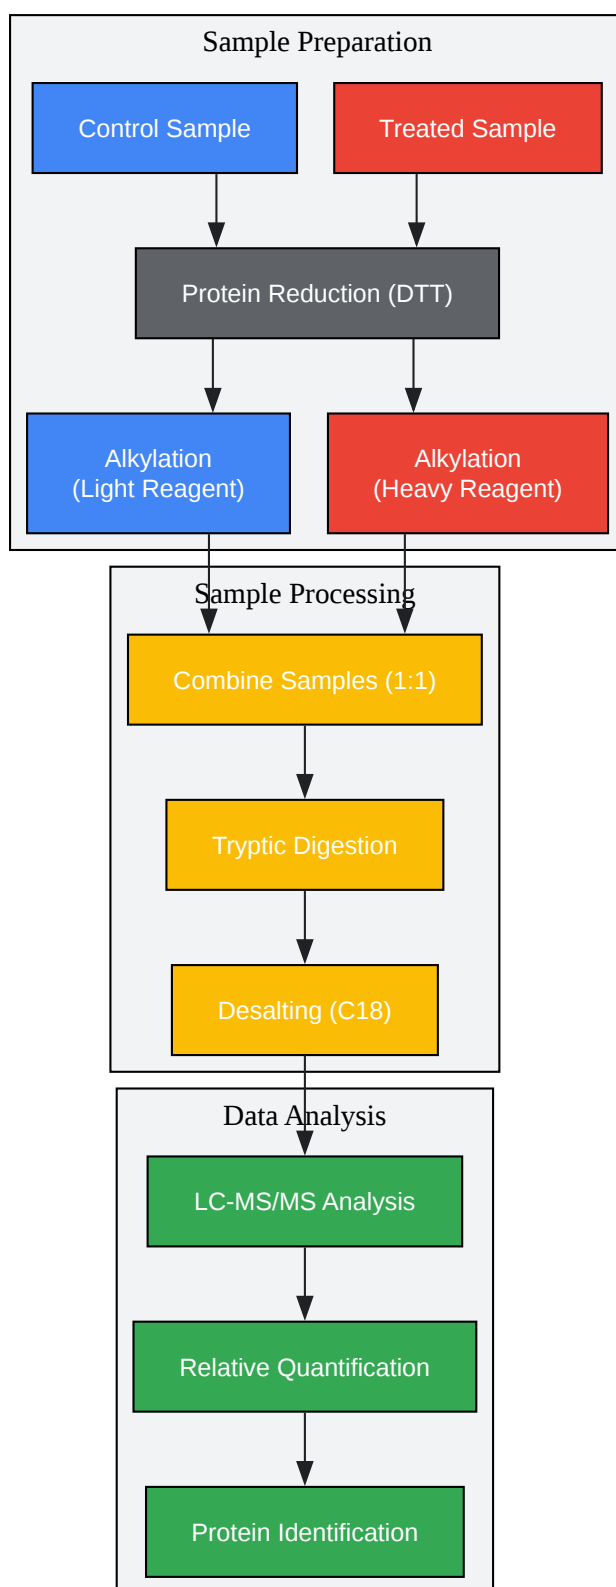 Sample Preparation
Control Sample
Treated Sample
Protein Reduction (DTT)
Alkylation
(Light Reagent)
Alkylation
(Heavy Reagent)
Sample Processing
Combine Samples (1:1)
Tryptic Digestion
Desalting (C18)
Data Analysis
LC-MS/MS Analysis
Relative Quantification
Protein Identification